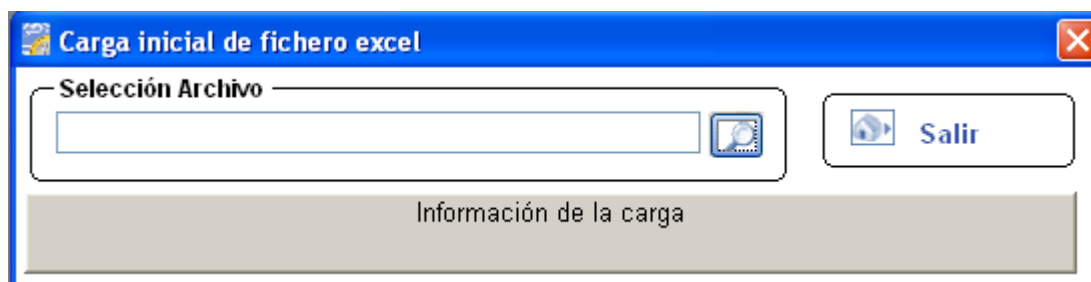 Carga inicial de fichero excel
Selección Archivo
Salir
Información de la carga